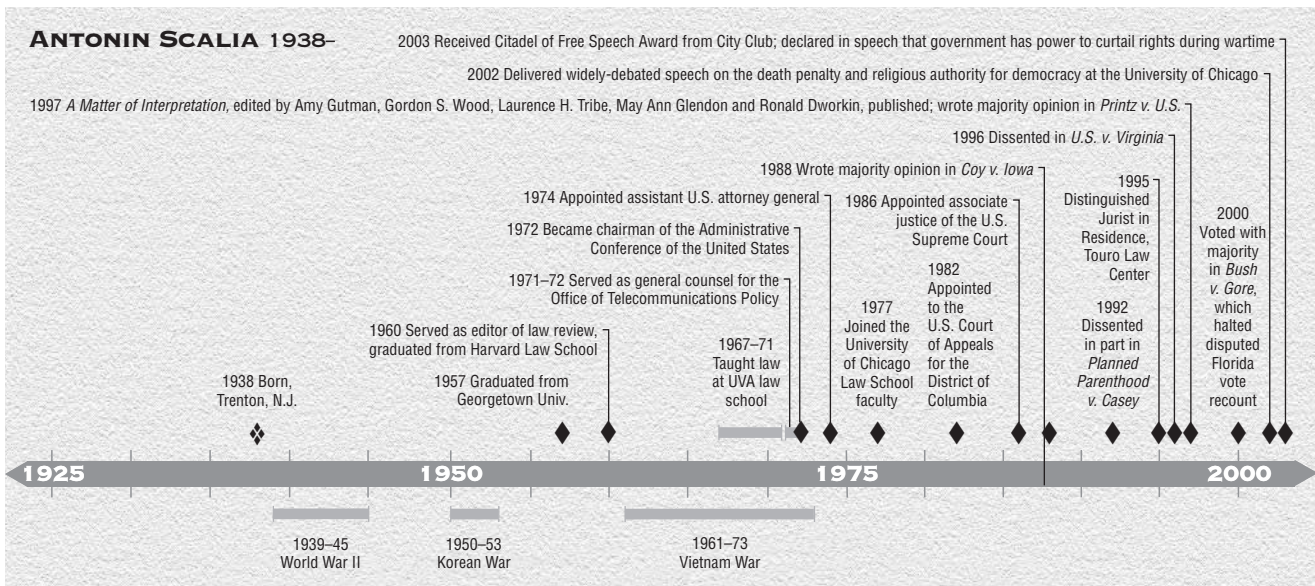 ANTONIN SCALIA 1938–
2003 Received Citadel of Free Speech Award from City Club; declared in speech that government has power to curtail rights during wartime
2002 Delivered widely-debated speech on the death penalty and religious authority for democracy at the University of Chicago
1997 A Matter of Interpretation, edited by Amy Gutman, Gordon S. Wood, Laurence H. Tribe, May Ann Glendon and Ronald Dworkin, published; wrote majority opinion in Printz v. U.S.
1996 Dissented in U.S. v. Virginia
1988 Wrote majority opinion in Coy v. Iowa
1974 Appointed assistant U.S. attorney general
1972 Became chairman of the Administrative
Conference of the United States
1971–72 Served as general counsel for the
Office of Telecommunications Policy
1960 Served as editor of law review,
graduated from Harvard Law School
1938 Born,
Trenton, N.J.
1957 Graduated from
Georgetown Univ.
1967–71
Taught law
at UVA law
school
1977
Joined the
University
of Chicago
Law School
faculty
1986 Appointed associate
justice of the U.S.
Supreme Court
1982
Appointed
to the
U.S. Court
of Appeals
for the
District of
Columbia
1995
Distinguished
Jurist in
Residence,
Touro Law
Center
1992
Dissented
in part in
Planned
Parenthood
v. Casey
2000
Voted with
majority
in Bush
v. Gore,
which
halted
disputed
Florida
vote
recount
1925
1950
1975
2000
1939–45
World War II
1950–53
Korean War
1961–73
Vietnam War